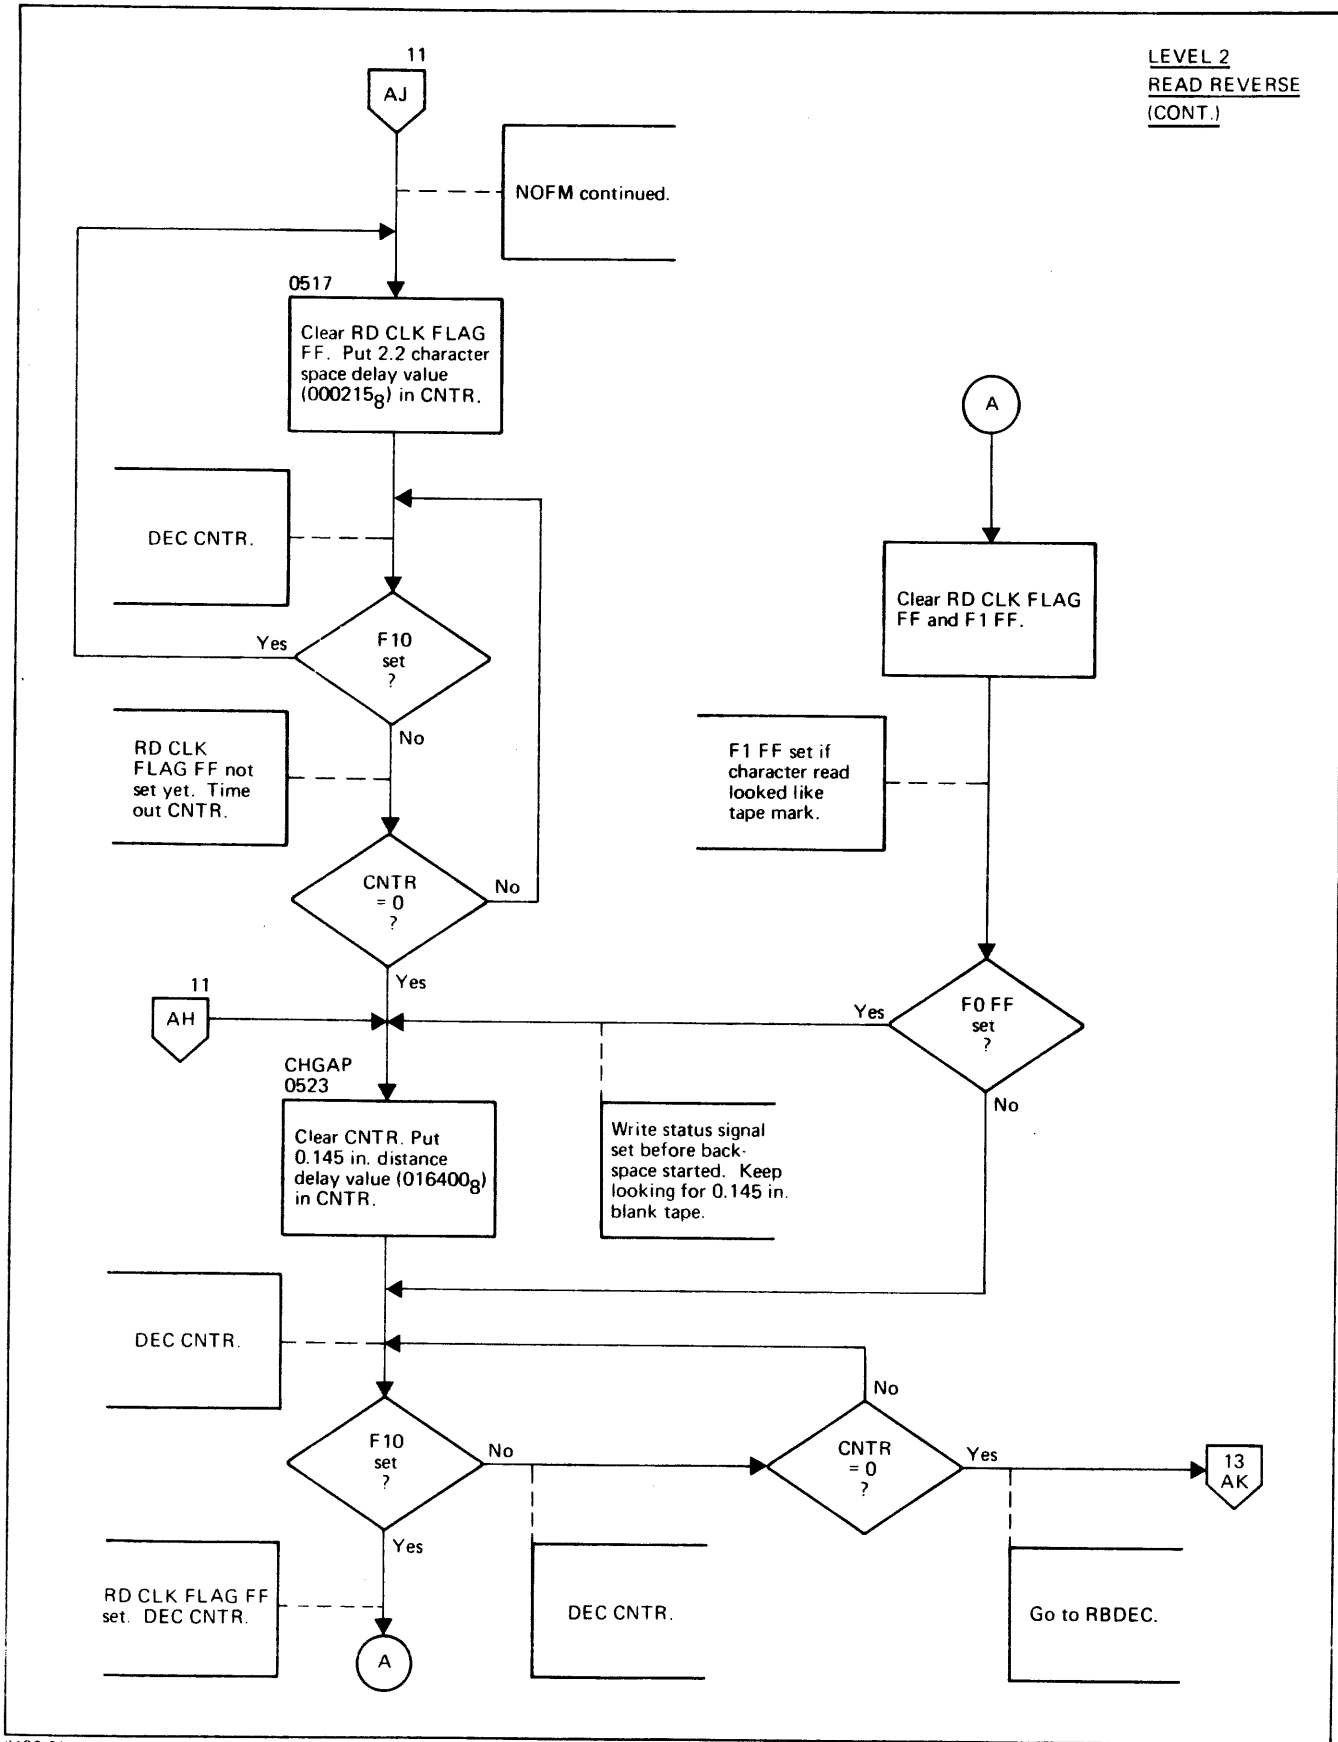 LEVEL 2
READ REVERSE
(CONT.)
11
AJ
NOFM continued.
0517
Clear RD CLK FLAG
FF. Put 2.2 character
space delay value
(000215₈) in CNTR.
A
DEC CNTR.
Clear RD CLK FLAG
FF and F1 FF.
Yes
F10
set
?
No
RD CLK
FLAG FF not
set yet. Time
out CNTR.
F1 FF set if
character read
looked like
tape mark.
CNTR
= 0
?
No
Yes
11
AH
Yes
F0 FF
set
?
No
CHGAP
0523
Clear CNTR. Put
0.145 in. distance
delay value (016400₈)
in CNTR.
Write status signal
set before back-
space started. Keep
looking for 0.145 in.
blank tape.
DEC CNTR.
No
F10
set
?
No
CNTR
= 0
?
Yes
13
AK
Yes
RD CLK FLAG FF
set. DEC CNTR.
DEC CNTR.
Go to RBDEC.
A